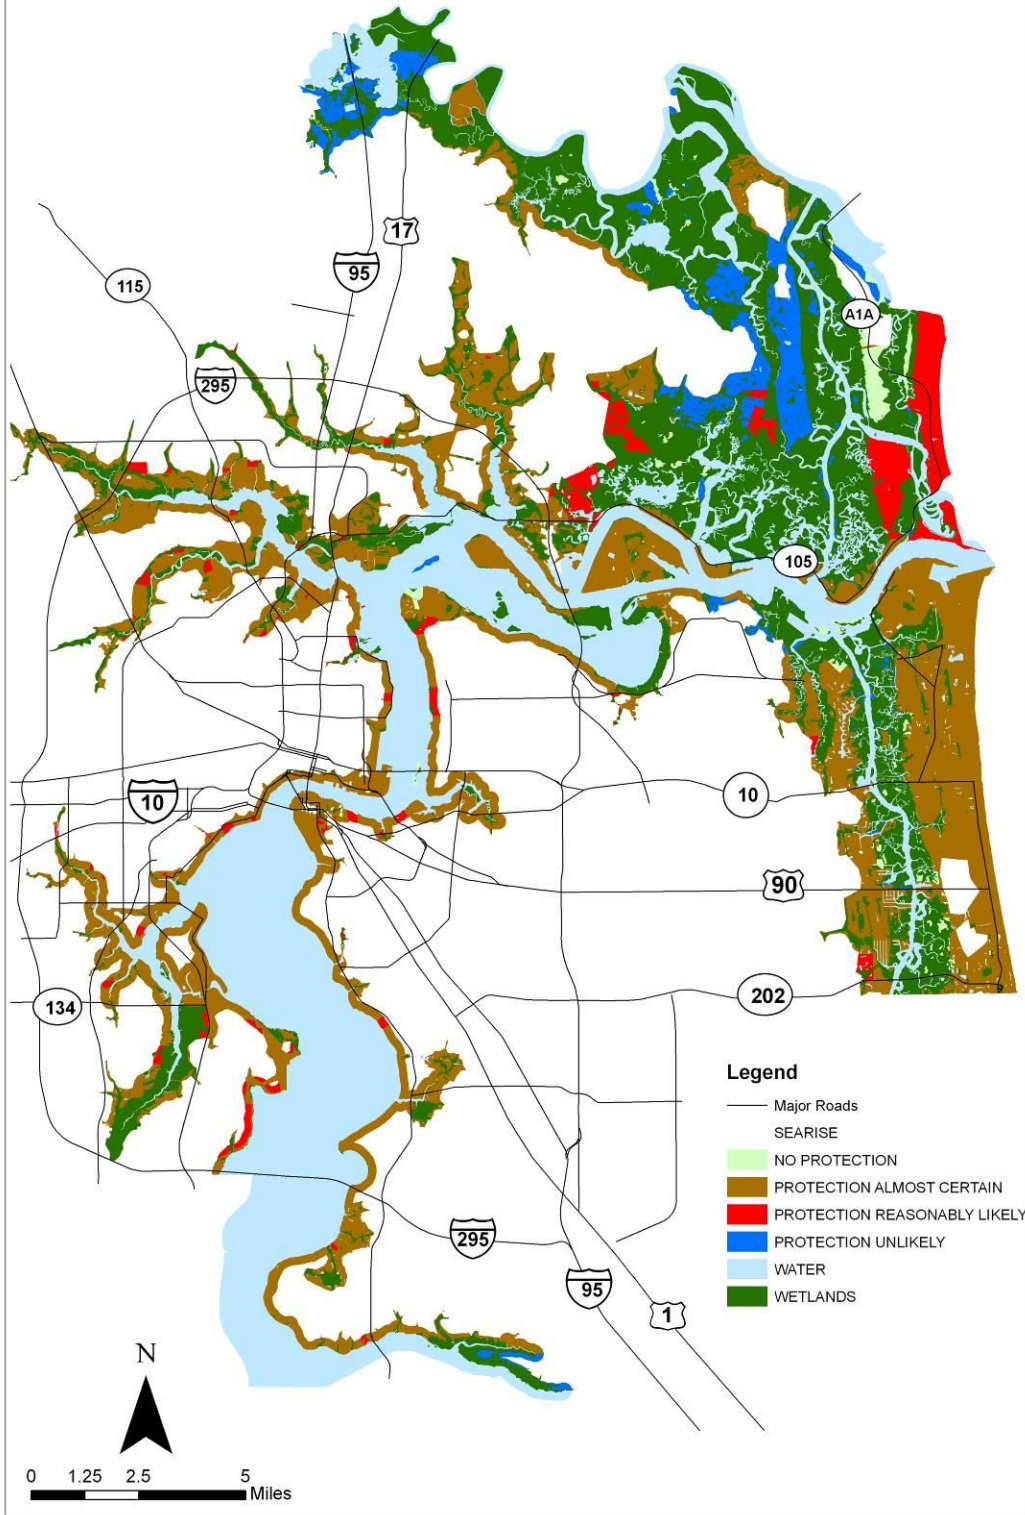 17
95
115
A1A
295
105
10
10
90
134
202
Legend
Major Roads
SEARISE
NO PROTECTION
PROTECTION ALMOST CERTAIN
PROTECTION REASONABLY LIKELY
PROTECTION UNLIKELY
WATER
WETLANDS
295
95
1
N
0 1.25 2.5 5
Miles